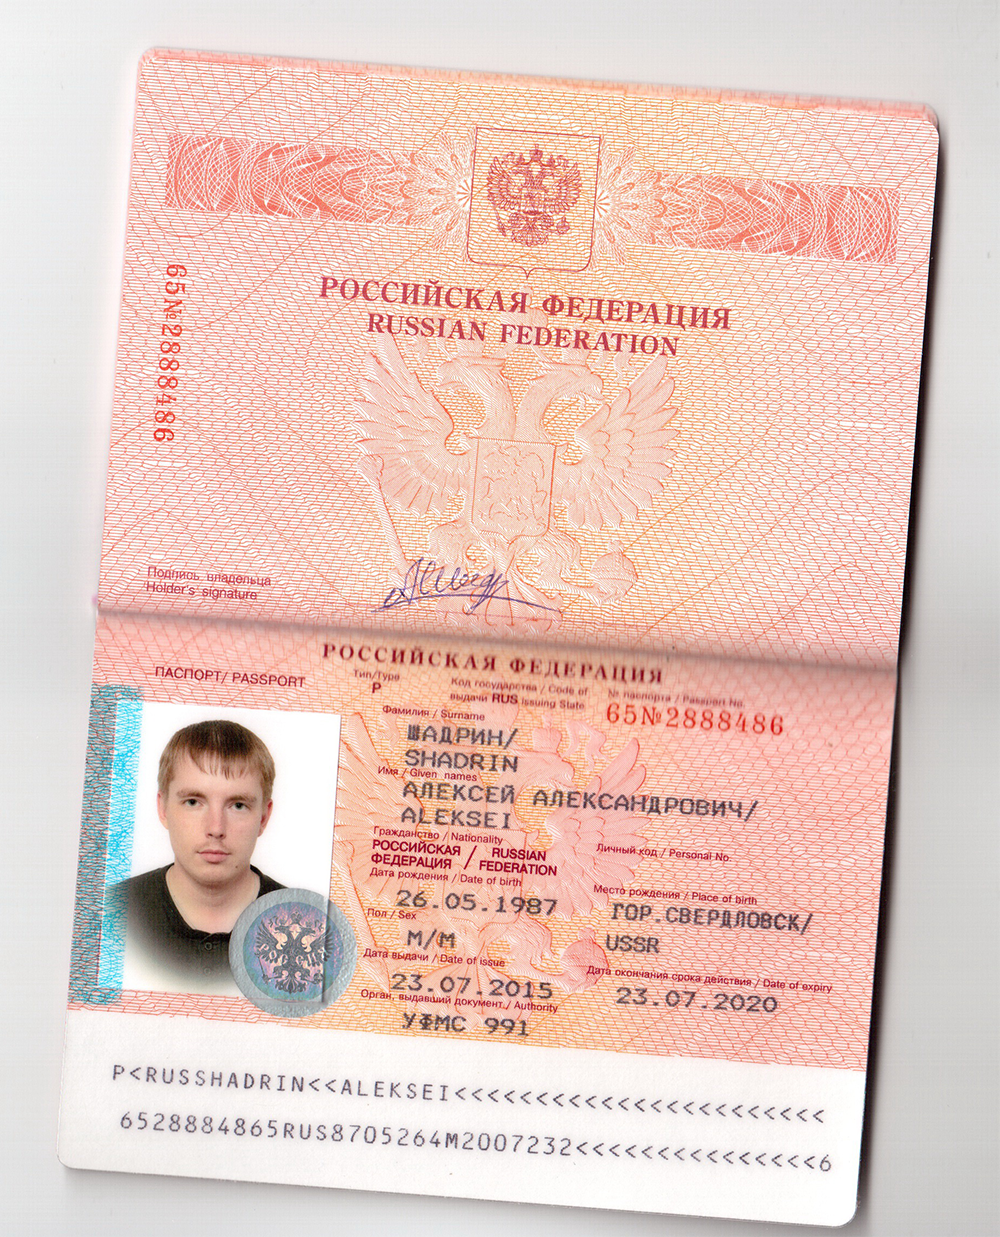 65№2888486
РОССИЙСКАЯ ФЕДЕРАЦИЯ
RUSSIAN FEDERATION
Подпись владельца
Holder's signature
РОССИЙСКАЯ ФЕДЕРАЦИЯ
ПАСПОРТ/ PASSPORT
Тип/Type
P
Код государства / Code of
выдачи RUS issuing State
№ паспорта / Passport No.
65№2888486
Фамилия / Surname
ШАДРИН/
SHADRIN
Имя / Given names
АЛЕКСЕЙ АЛЕКСАНДРОВИЧ/
ALEKSEI
Гражданство / Nationality
РОССИЙСКАЯ / RUSSIAN
ФЕДЕРАЦИЯ / FEDERATION
Личный код / Personal No.
Дата рождения / Date of birth
26.05.1987
Место рождения / Place of birth
ГОР.СВЕРДЛОВСК/
USSR
Пол / Sex
М/M
Дата выдачи / Date of issue
23.07.2015
Дата окончания срока действия / Date of expiry
23.07.2020
Орган, выдавший документ./ Authority
УФМС 991
P<RUSSHADRIN<<ALEKSEI<<<<<<<<<<<<<<<<<<<<<<<
6528884865RUS8705264M2007232<<<<<<<<<<<<<<<6